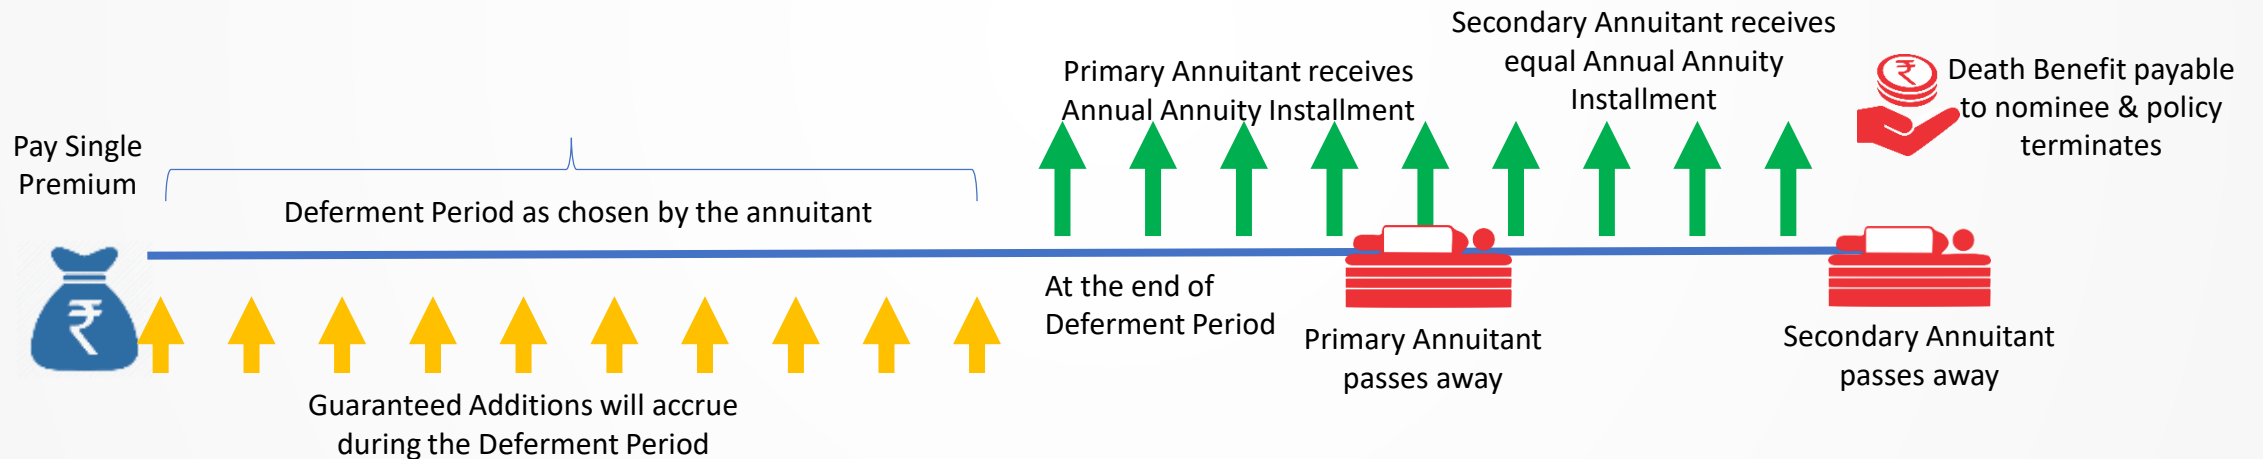 Pay Single
Premium
Deferment Period as chosen by the annuitant
₹
Guaranteed Additions will accrue
during the Deferment Period
Primary Annuitant receives
Annual Annuity Installment
At the end of
Deferment Period
Primary Annuitant
passes away
Secondary Annuitant receives
equal Annual Annuity
Installment
Secondary Annuitant
passes away
₹
Death Benefit payable
to nominee & policy
terminates